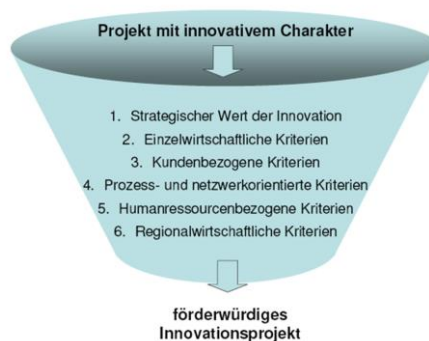 Projekt mit innovativem Charakter
1. Strategischer Wert der Innovation
2. Einzelwirtschaftliche Kriterien
3. Kundenbezogene Kriterien
4. Prozess- und netzwerkorientierte Kriterien
5. Humanressourcenbezogene Kriterien
6. Regionalwirtschaftliche Kriterien
förderwürdiges
Innovationsprojekt